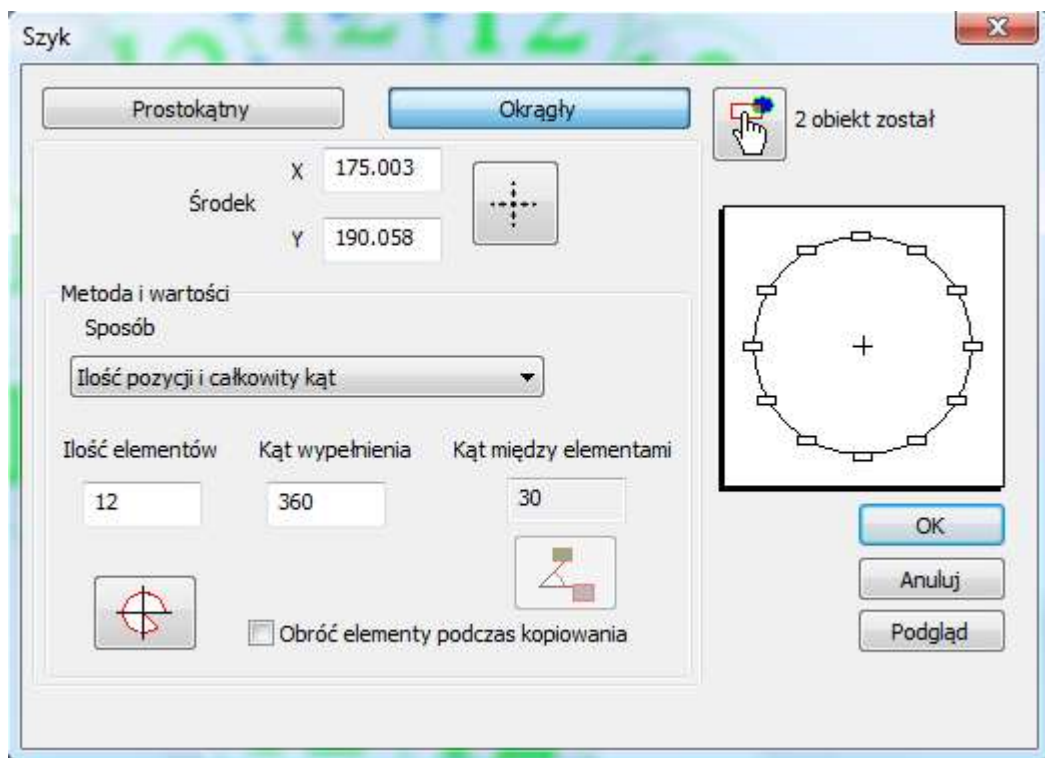 Szyk
Prostokątny
Okrągły
2 obiekt został
Środek
X
175.003
Y
190.058
Metoda i wartości
Sposób
Ilość pozycji i całkowity kąt
Ilość elementów
Kąt wypełnienia
Kąt między elementami
12
360
30
Obróć elementy podczas kopiowania
OK
Anuluj
Podgląd